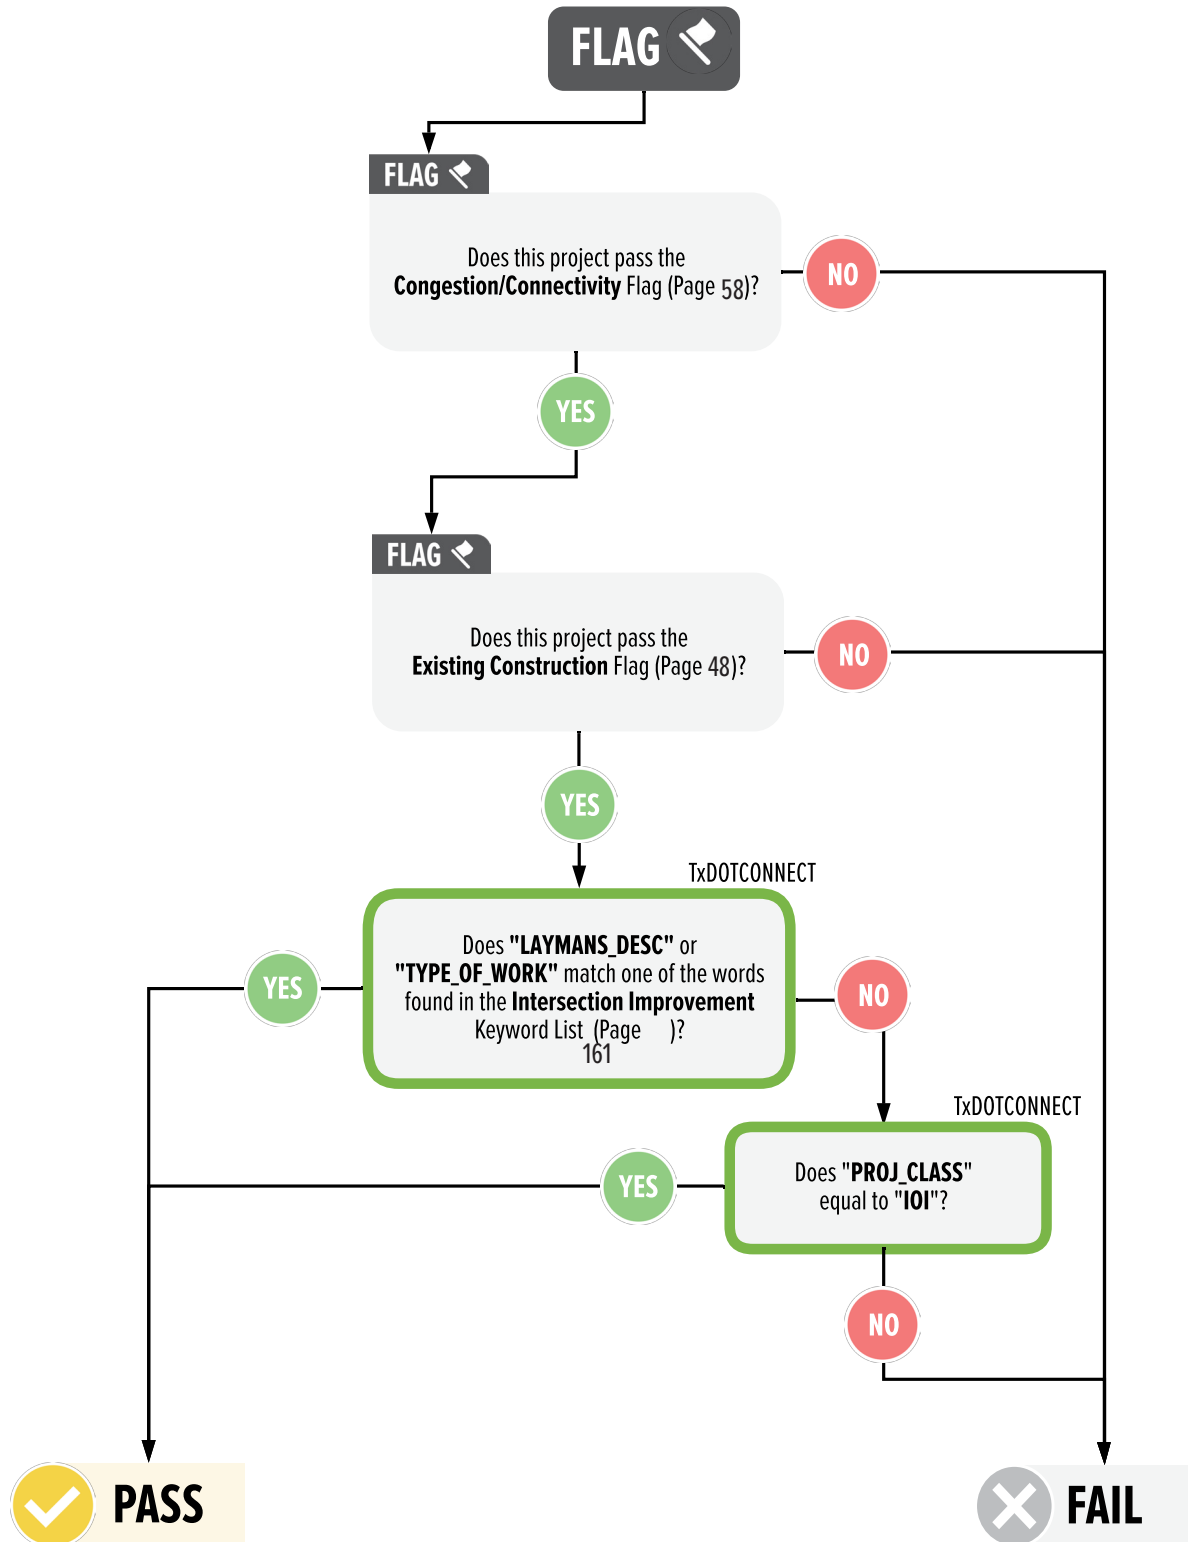 FLAG
FLAG
Does this project pass the
Congestion/Connectivity Flag (Page 58)?
NO
YES
FLAG
Does this project pass the
Existing Construction Flag (Page 48)?
NO
YES
TxDOTCONNECT
Does "LAYMANS_DESC" or
"TYPE_OF_WORK" match one of the words
found in the Intersection Improvement
Keyword List (Page )?
161
YES
NO
TxDOTCONNECT
Does "PROJ_CLASS"
equal to "IOI"?
YES
NO
PASS
FAIL